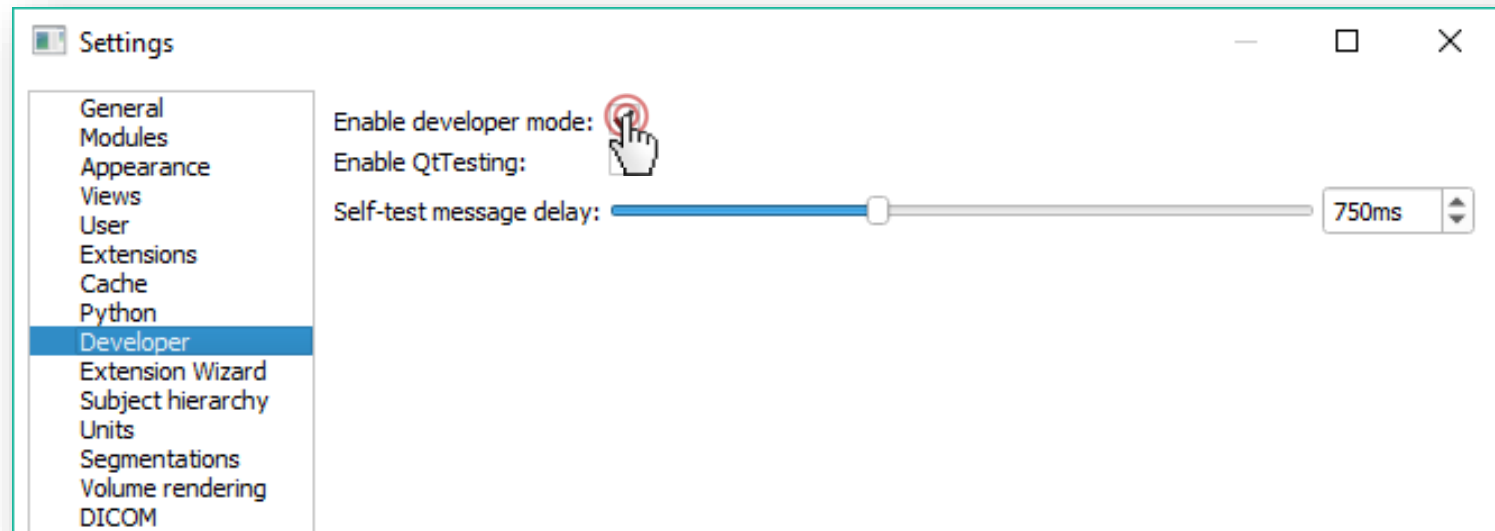 Settings
General
Modules
Appearance
Views
User
Extensions
Cache
Python
Developer
Extension Wizard
Subject hierarchy
Units
Segmentations
Volume rendering
DICOM
Enable developer mode:
Enable QtTesting:
Self-test message delay: 750ms